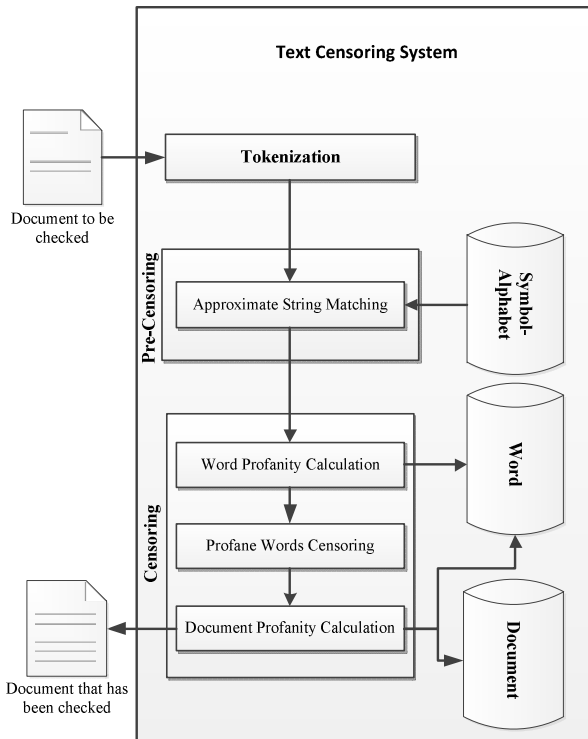 Text Censoring System
Tokenization
Document to be
checked
Pre-Censoring
Approximate String Matching
Symbol-
Alphabet
Censoring
Word Profanity Calculation
Word
Profane Words Censoring
Document Profanity Calculation
Document
Document that has
been checked